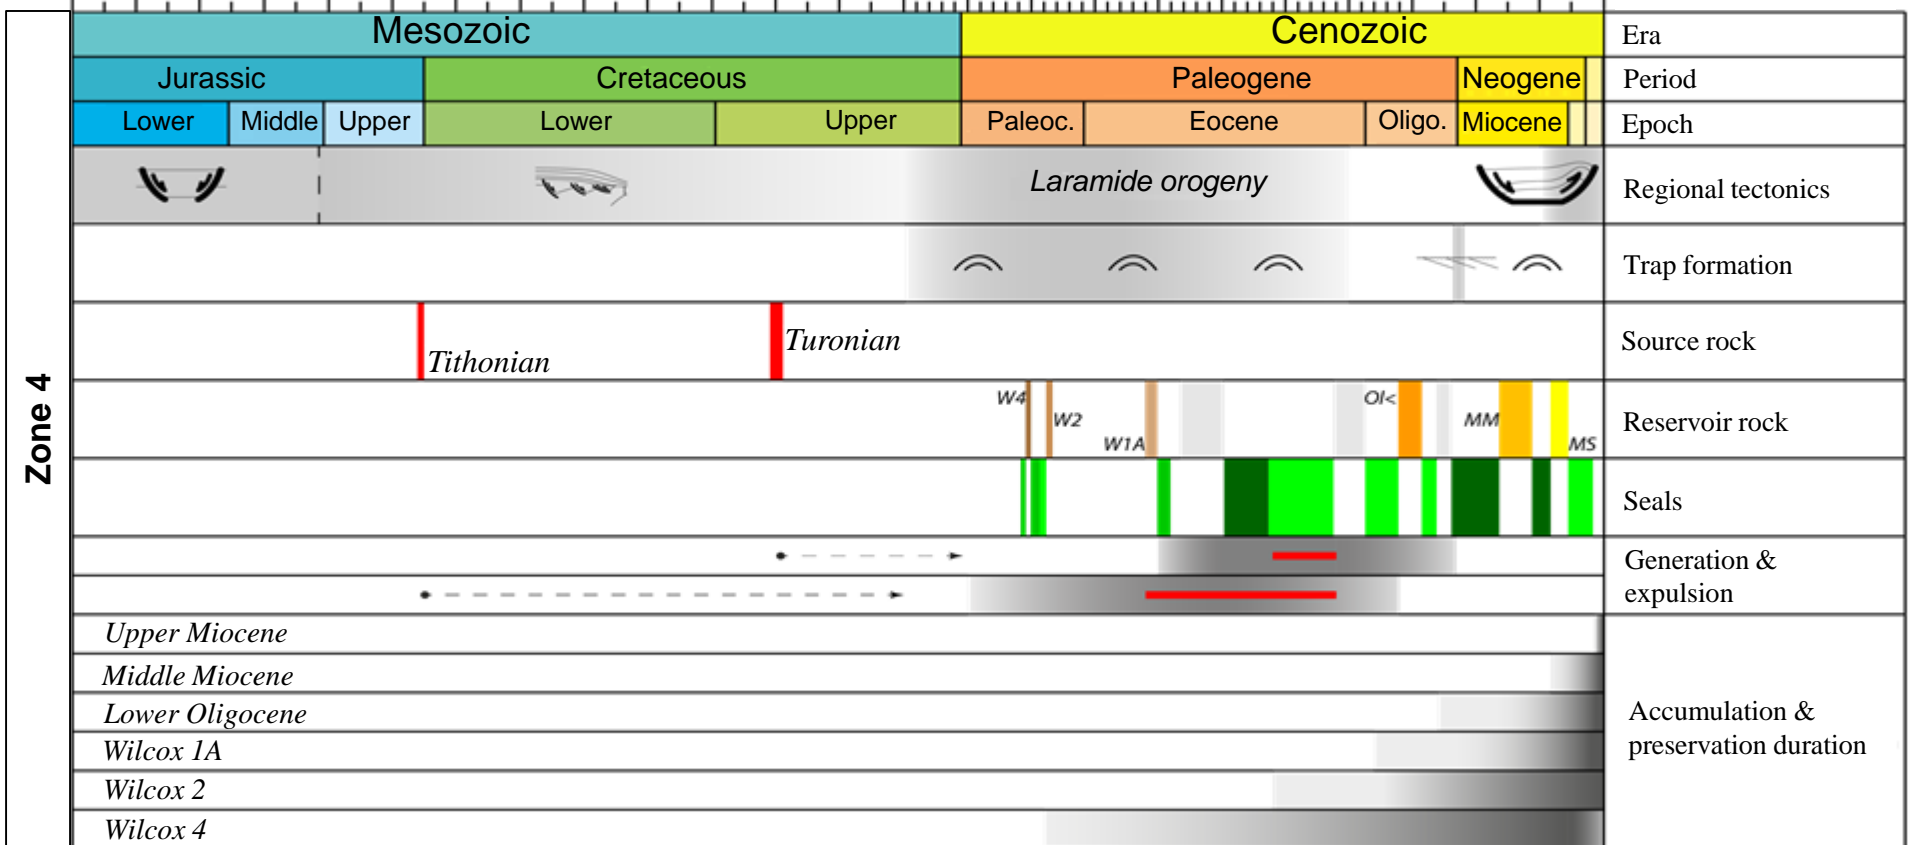 Mesozoic Cenozoic Era
Jurassic Cretaceous Paleogene Neogene Period
Lower Middle Upper Lower Upper Paleoc. Eocene Oligo. Miocene Epoch
Laramide orogeny Regional tectonics
Trap formation
Tithonian Turonian Source rock
Zone 4
W4 W2 W1A OI< MM MS Reservoir rock
Seals
Generation &
expulsion
Upper Miocene
Middle Miocene
Lower Oligocene
Wilcox 1A
Wilcox 2
Wilcox 4
Accumulation &
preservation duration